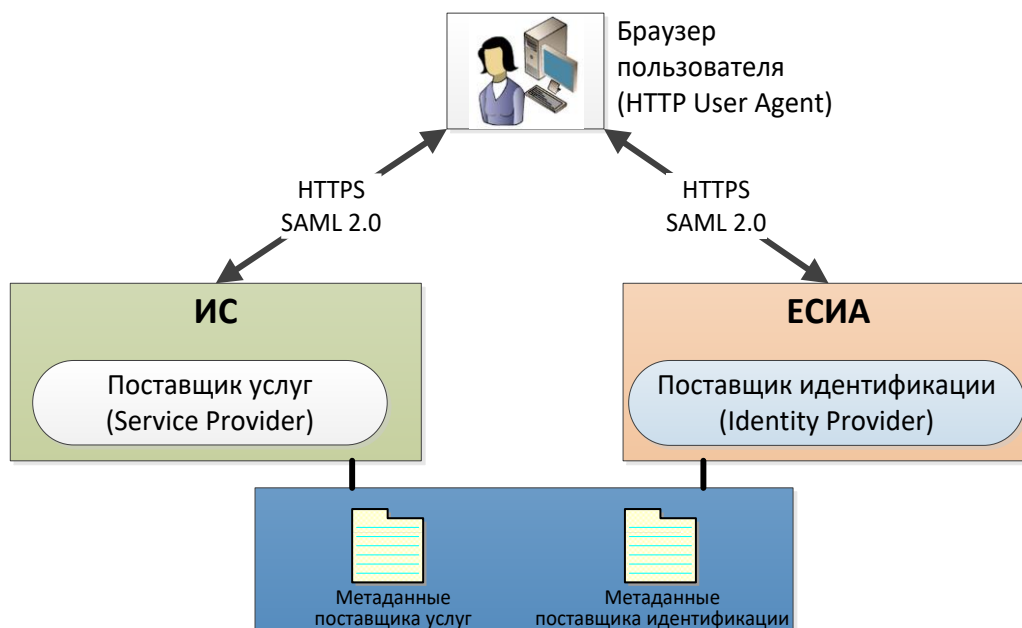 Браузер
пользователя
(HTTP User Agent)
HTTPS
SAML 2.0
HTTPS
SAML 2.0
ИС
Поставщик услуг
(Service Provider)
ЕСИА
Поставщик идентификации
(Identity Provider)
Метаданные
поставщика услуг
Метаданные
поставщика идентификации